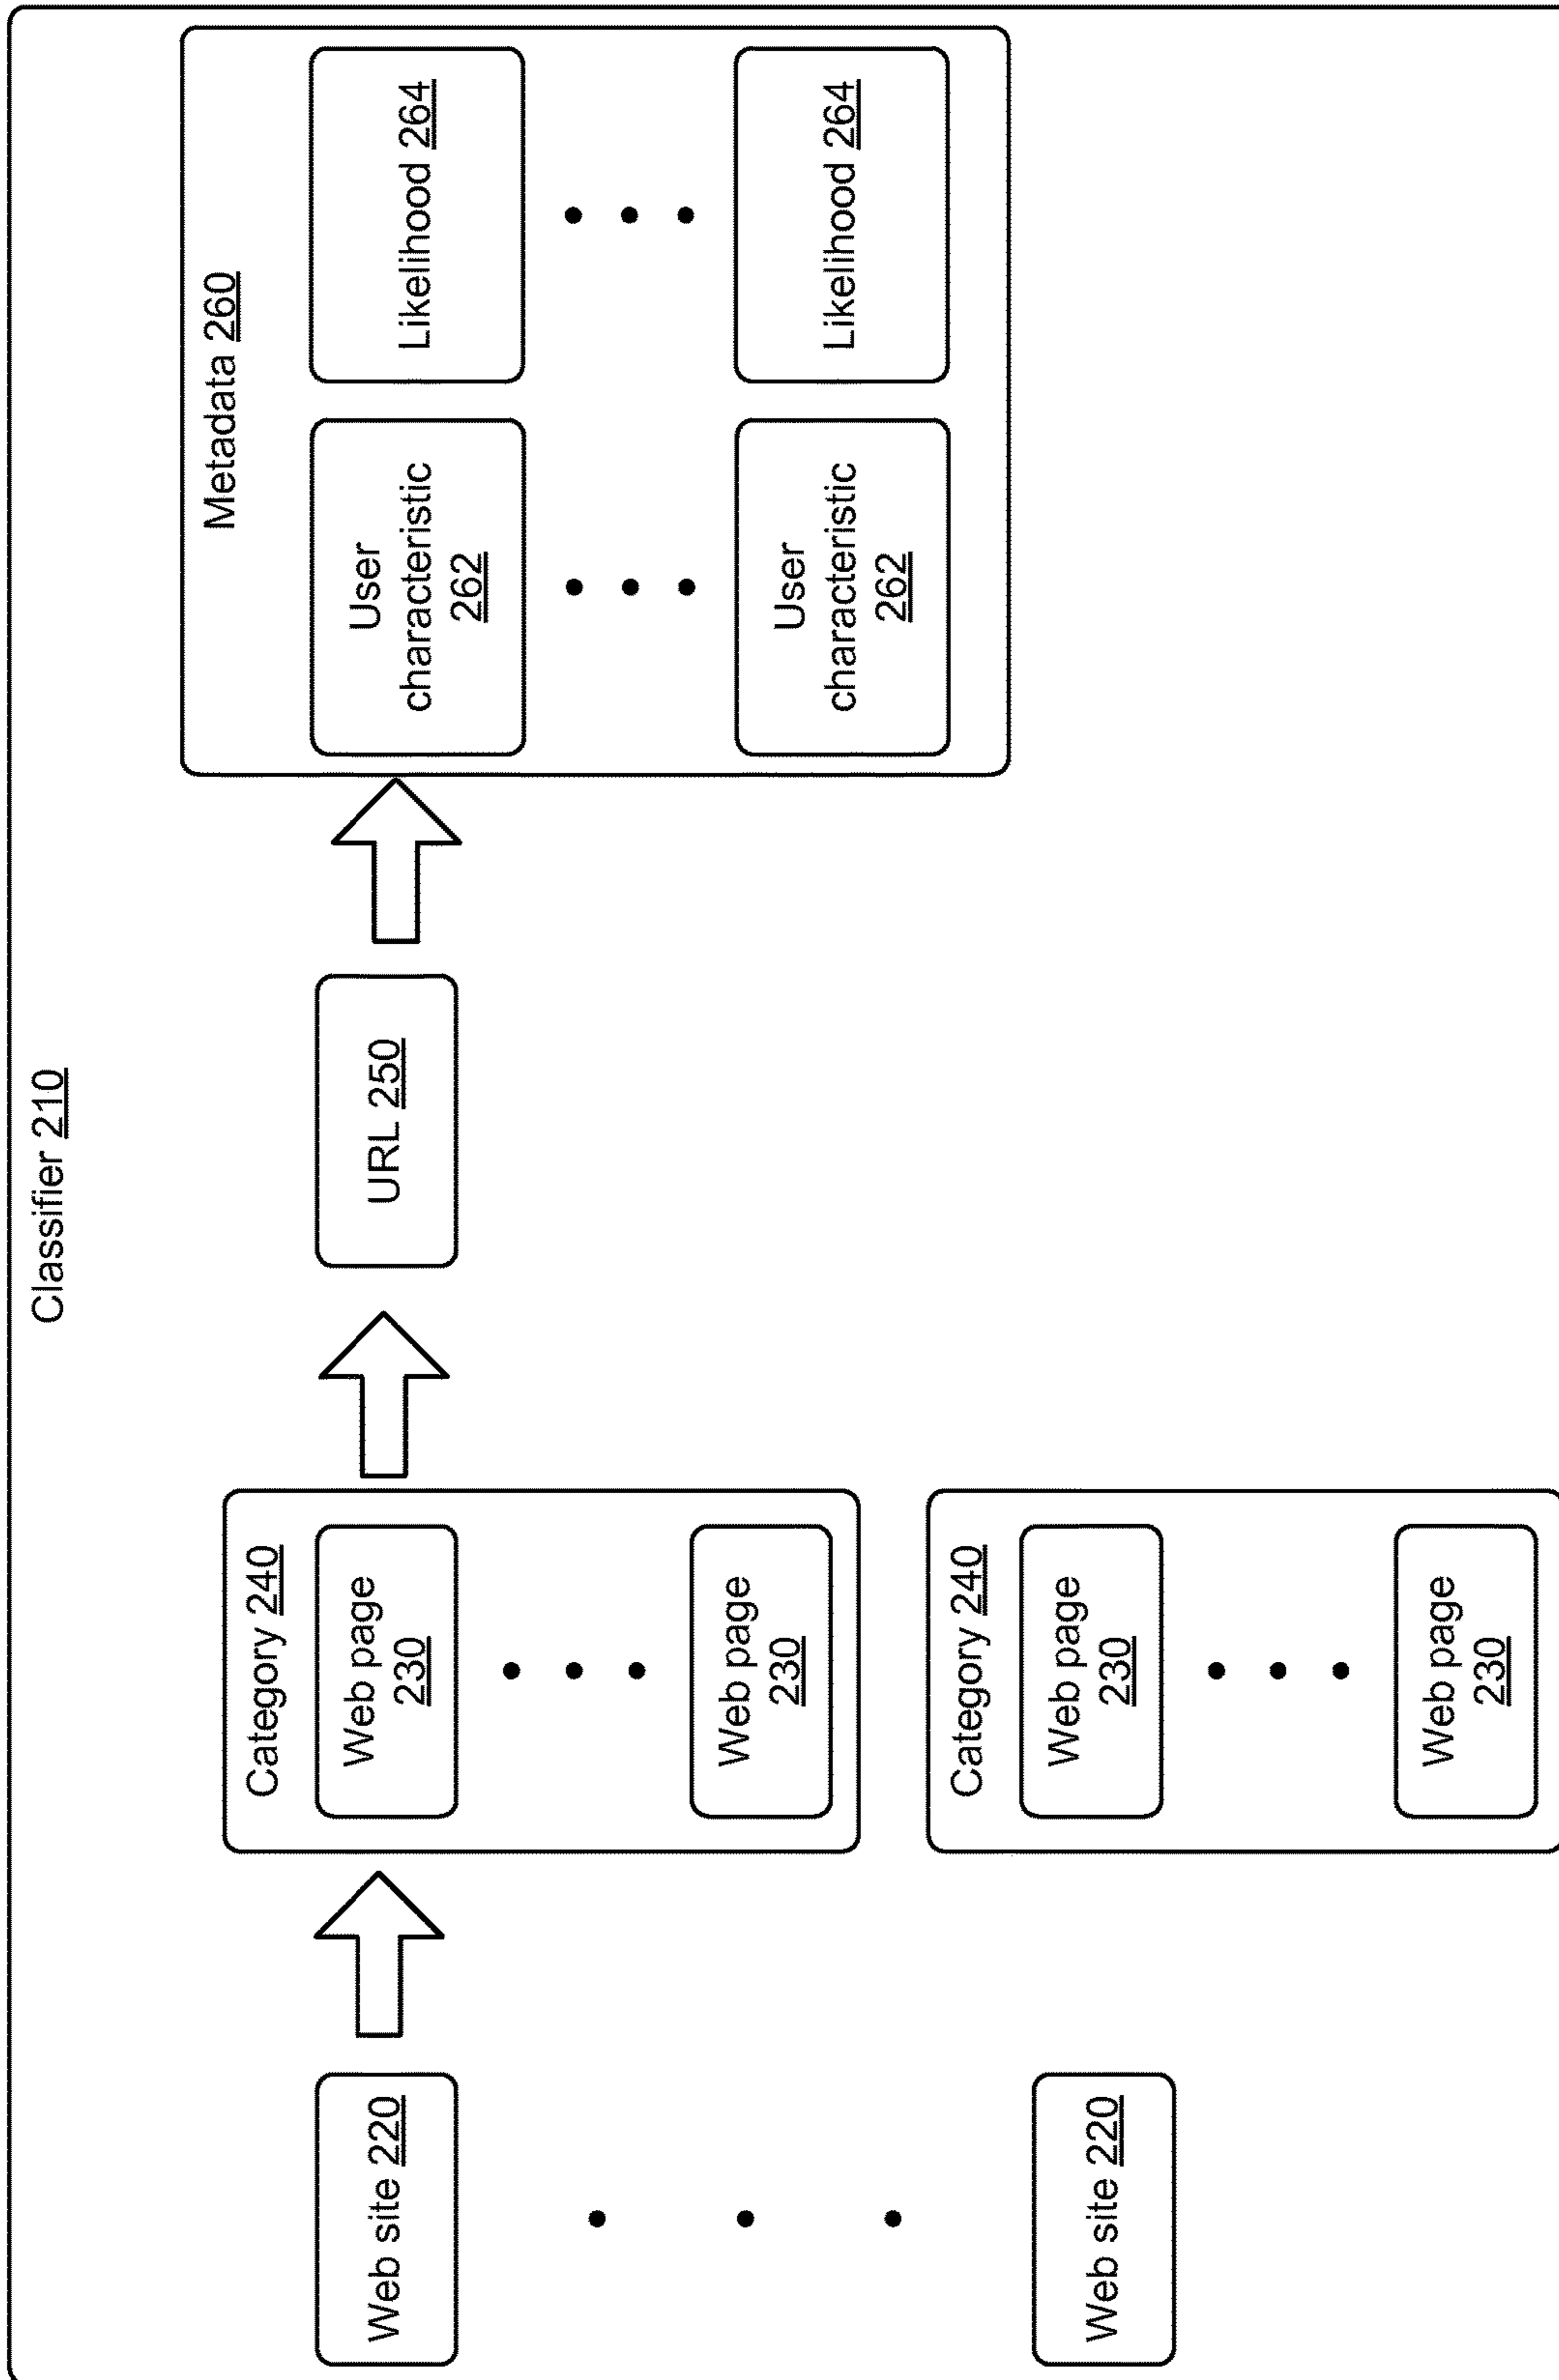 Classifier 210
Web site 220
Web site 220
Category 240
Web page
230
Web page
230
Category 240
Web page
230
Web page
230
URL 250
Metadata 260
User
characteristic
262
Likelihood 264
User
characteristic
262
Likelihood 264